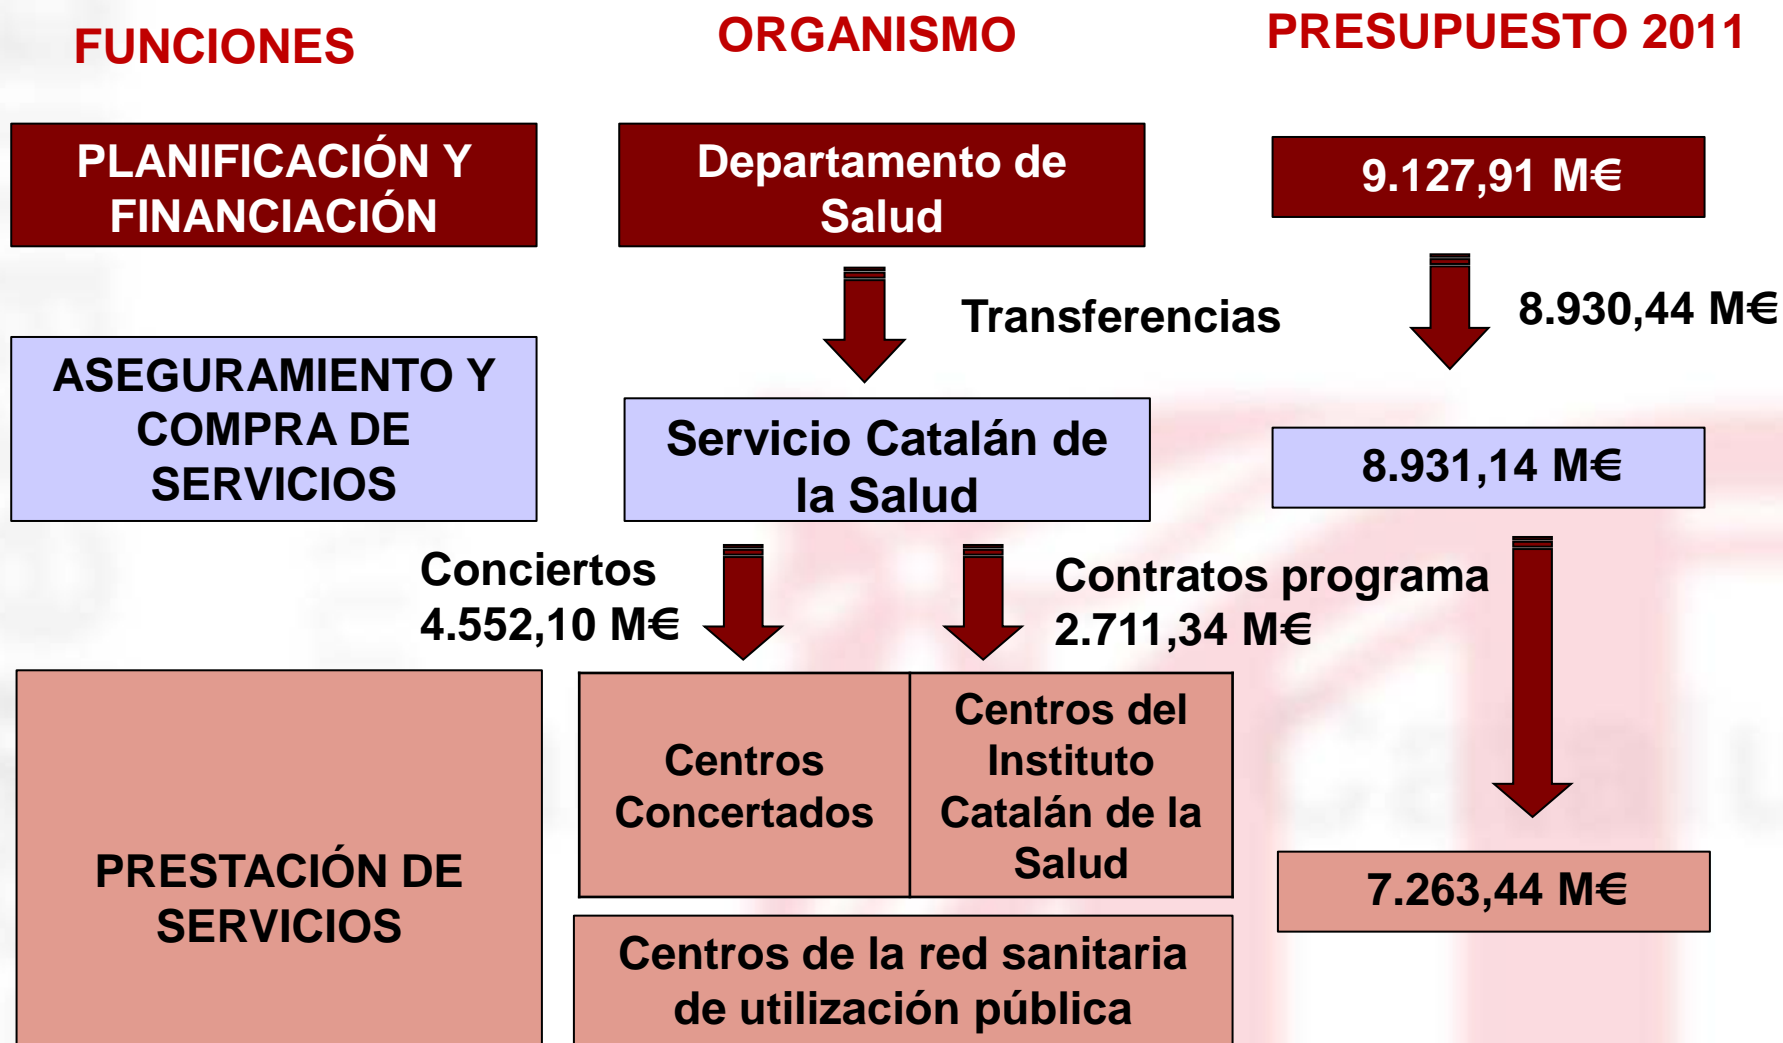 FUNCIONES
ORGANISMO
PRESUPUESTO 2011
PLANIFICACIÓN Y
FINANCIACIÓN
Departamento de
Salud
9.127,91 M€
Transferencias
8.930,44 M€
ASEGURAMIENTO Y
COMPRA DE
SERVICIOS
Servicio Catalán de
la Salud
8.931,14 M€
Conciertos
4.552,10 M€
Contratos programa
2.711,34 M€
PRESTACIÓN DE
SERVICIOS
Centros
Concertados
Centros del
Instituto
Catalán de la
Salud
7.263,44 M€
Centros de la red sanitaria
de utilización pública